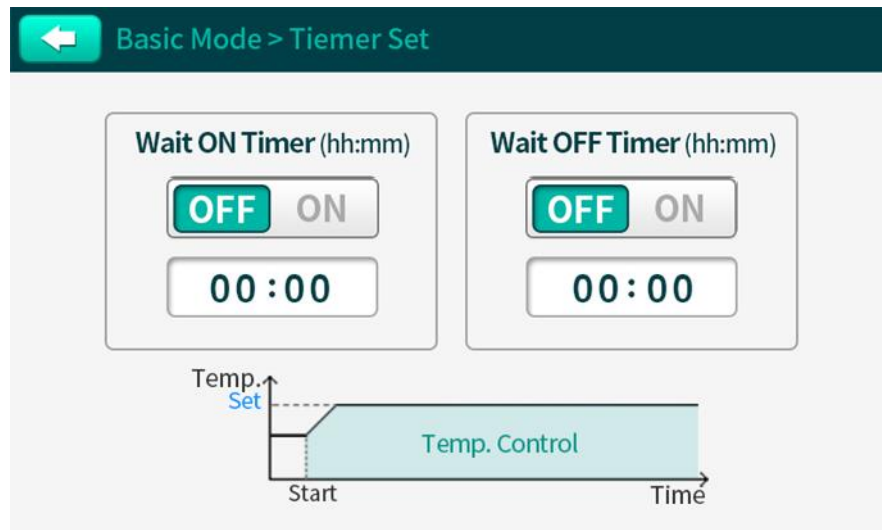 Basic Mode > Tiemer Set
Wait ON Timer (hh:mm)
OFF ON
00:00
Wait OFF Timer (hh:mm)
OFF ON
00:00
Temp.
Set
Temp. Control
Start
Time